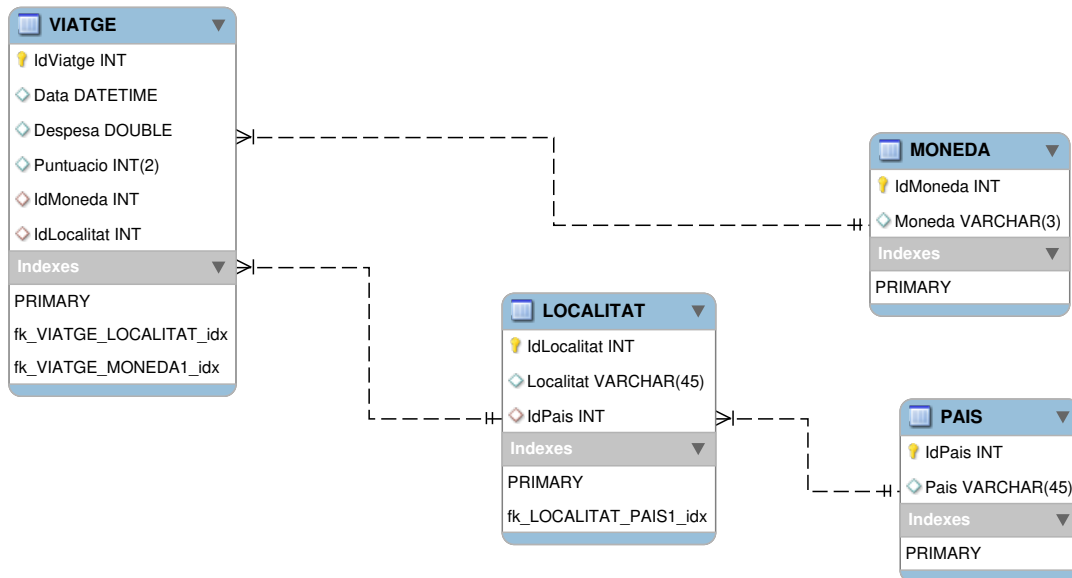 VIATGE
IdViatge INT
Data DATETIME
Despesa DOUBLE
Puntuacio INT(2)
IdMoneda INT
IdLocalitat INT
Indexes
PRIMARY
fk_VIATGE_LOCALITAT_idx
fk_VIATGE_MONEDA1_idx
MONEDA
IdMoneda INT
Moneda VARCHAR(3)
Indexes
PRIMARY
LOCALITAT
IdLocalitat INT
Localitat VARCHAR(45)
IdPais INT
Indexes
PRIMARY
fk_LOCALITAT_PAIS1_idx
PAIS
IdPais INT
Pais VARCHAR(45)
Indexes
PRIMARY